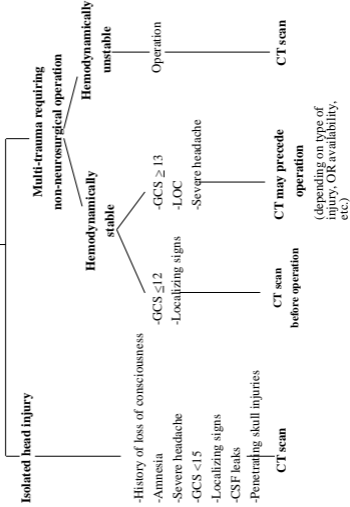 Isolated head injury
-History of loss of consciousness
-Amnesia
-Severe headache
-GCS <15
-Localizing signs
-CSF leaks
-Penetrating skull injuries
CT scan
Multi-trauma requiring
non-neurosurgical operation
Hemodynamically
stable
-GCS ≤12
-Localizing signs
CT scan
before operation
-GCS ≥ 13
-LOC
-Severe headache
CT may precede
operation
(depending on type of
injury, OR availability,
etc.)
Hemodynamically
unstable
Operation
CT scan